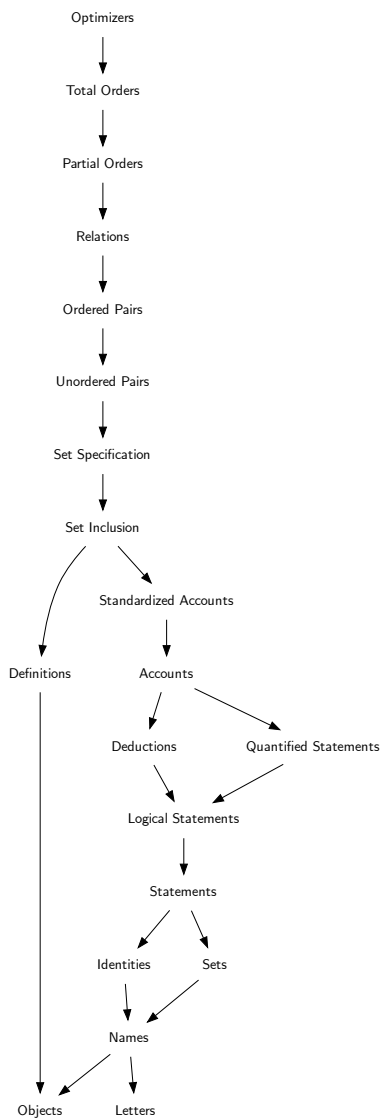 Optimizers
Total Orders
Partial Orders
Relations
Ordered Pairs
Unordered Pairs
Set Specification
Set Inclusion
Standardized Accounts
Definitions
Accounts
Deductions
Quantified Statements
Logical Statements
Statements
Identities
Sets
Names
Objects
Letters